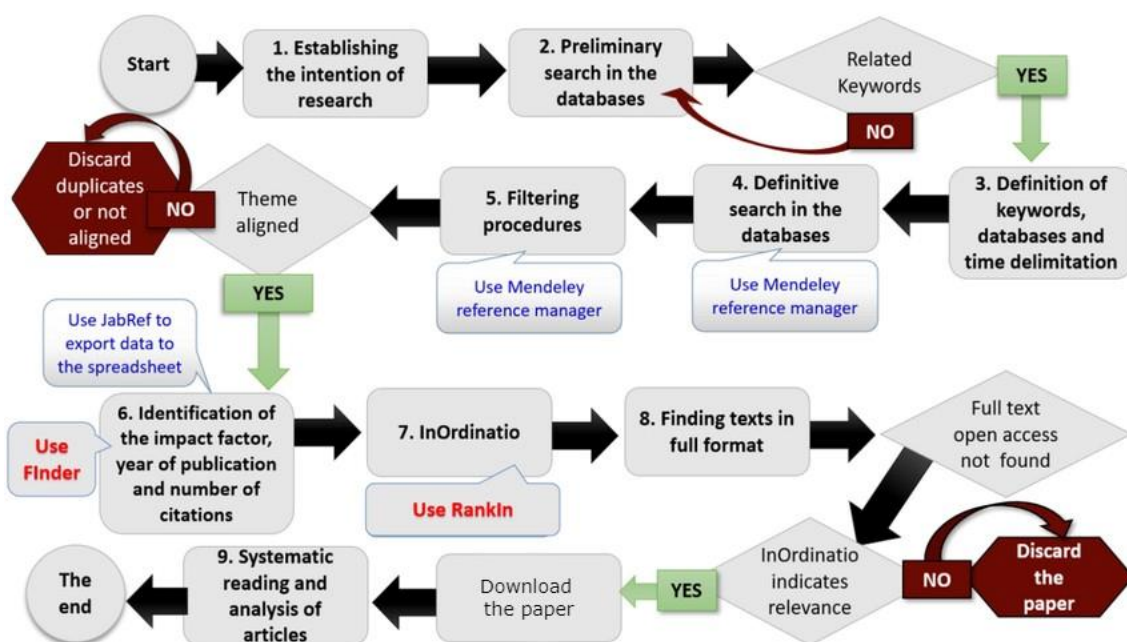 Start
1. Establishing
the intention of
research
2. Preliminary
search in the
databases
Related
Keywords
YES
NO
3. Definition of
keywords,
databases and
time delimitation
4. Definitive
search in the
databases
Use Mendeley
reference manager
5. Filtering
procedures
Use Mendeley
reference manager
Theme
aligned
NO
Discard
duplicates
or not
aligned
YES
Use JabRef to
export data to
the spreadsheet
6. Identification of
the impact factor,
year of publication
and number of
citations
Use
FInder
7. InOrdinatio
Use RankIn
8. Finding texts in
full format
Full text
open access
not found
InOrdinatio
indicates
relevance
NO
Discard
the
paper
YES
Download
the paper
9. Systematic
reading and
analysis of
articles
The
end